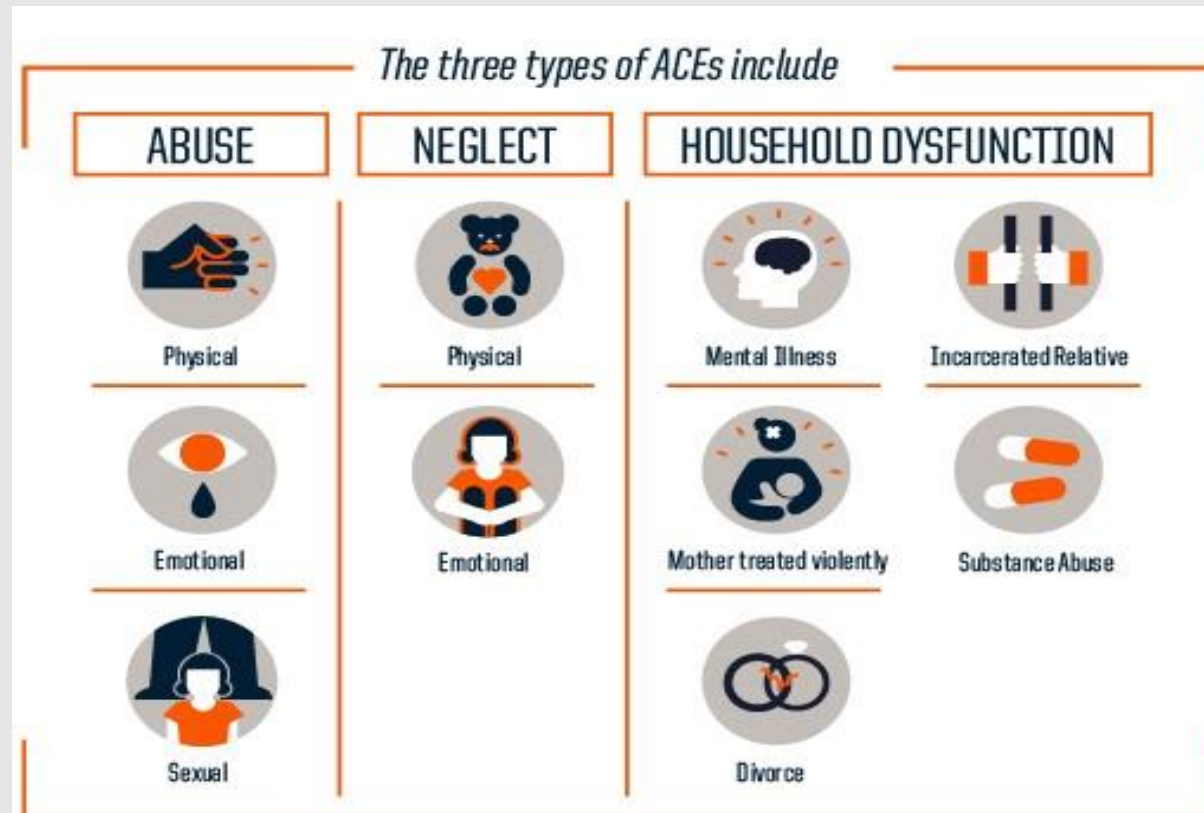 The three types of ACEs include
ABUSE
NEGLECT
HOUSEHOLD DYSFUNCTION
Physical
Physical
Mental Illness
Incarcerated Relative
Emotional
Emotional
Mother treated violently
Substance Abuse
Sexual
Divorce